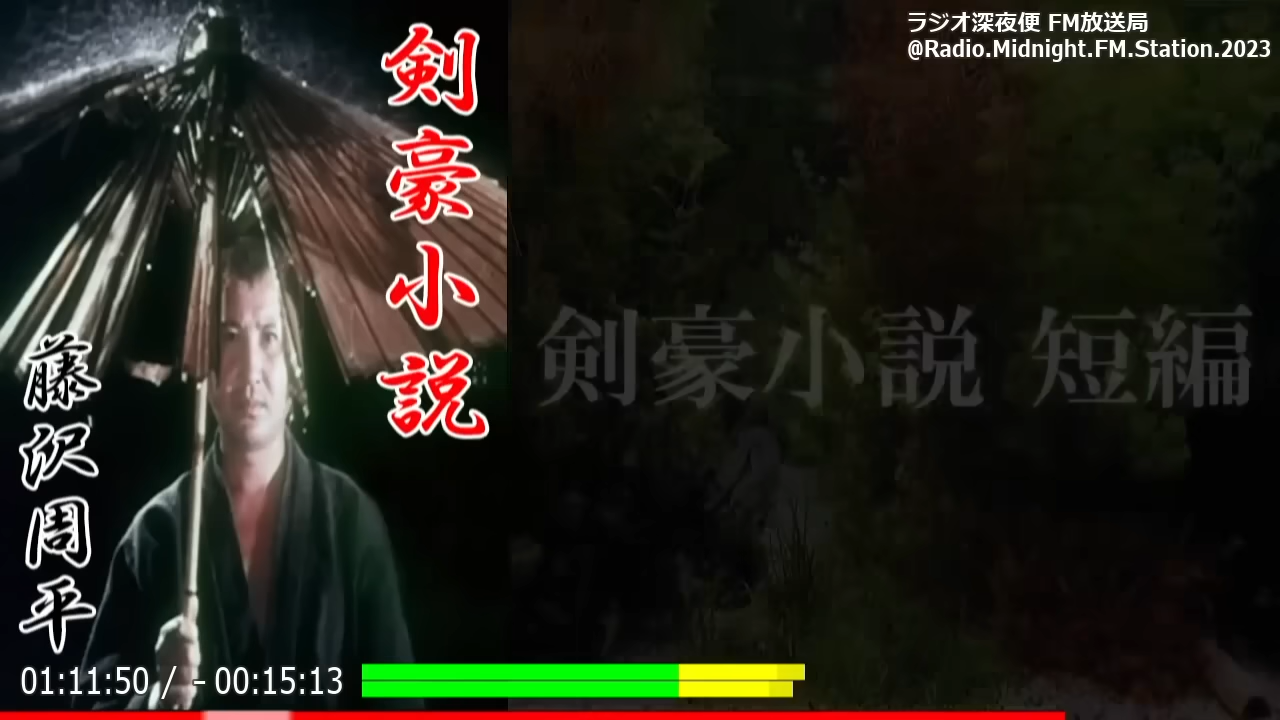 ラジオ深夜便 FM放送局
@Radio.Midnight.FM.Station.2023
剣豪小説
藤沢周平
剣豪小説 短編
01:11:50 / -00:15:13